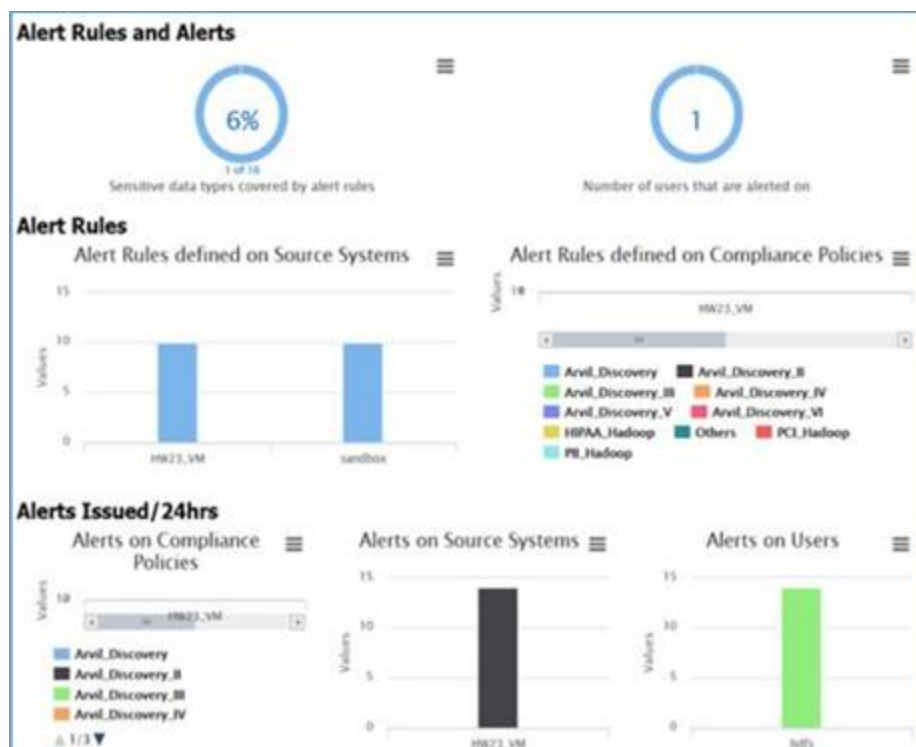 Alert Rules and Alerts
6%
1 of 16
Sensitive data types covered by alert rules
1
Number of users that are alerted on
Alert Rules
Alert Rules defined on Source Systems
Values
15
10
5
0
HW23_VM
sandbox
Alert Rules defined on Compliance Policies
Values
HW23_VM
Arvil_Discovery
Arvil_Discovery_II
Arvil_Discovery_III
Arvil_Discovery_IV
Arvil_Discovery_V
Arvil_Discovery_VI
HIPAA_Hadoop
Others
PCI_Hadoop
PII_Hadoop
Alerts Issued/24hrs
Alerts on Compliance
Policies
Values
HW23_VM
Arvil_Discovery
Arvil_Discovery_II
Arvil_Discovery_III
Arvil_Discovery_IV
1/3
Alerts on Source Systems
Values
15
10
5
0
HW23_VM
Alerts on Users
Values
15
10
5
0
hdfs